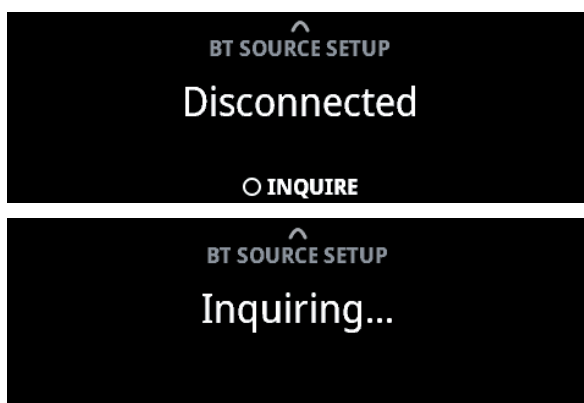 BT SOURCE SETUP
Disconnected
INQUIRE
BT SOURCE SETUP
Inquiring...